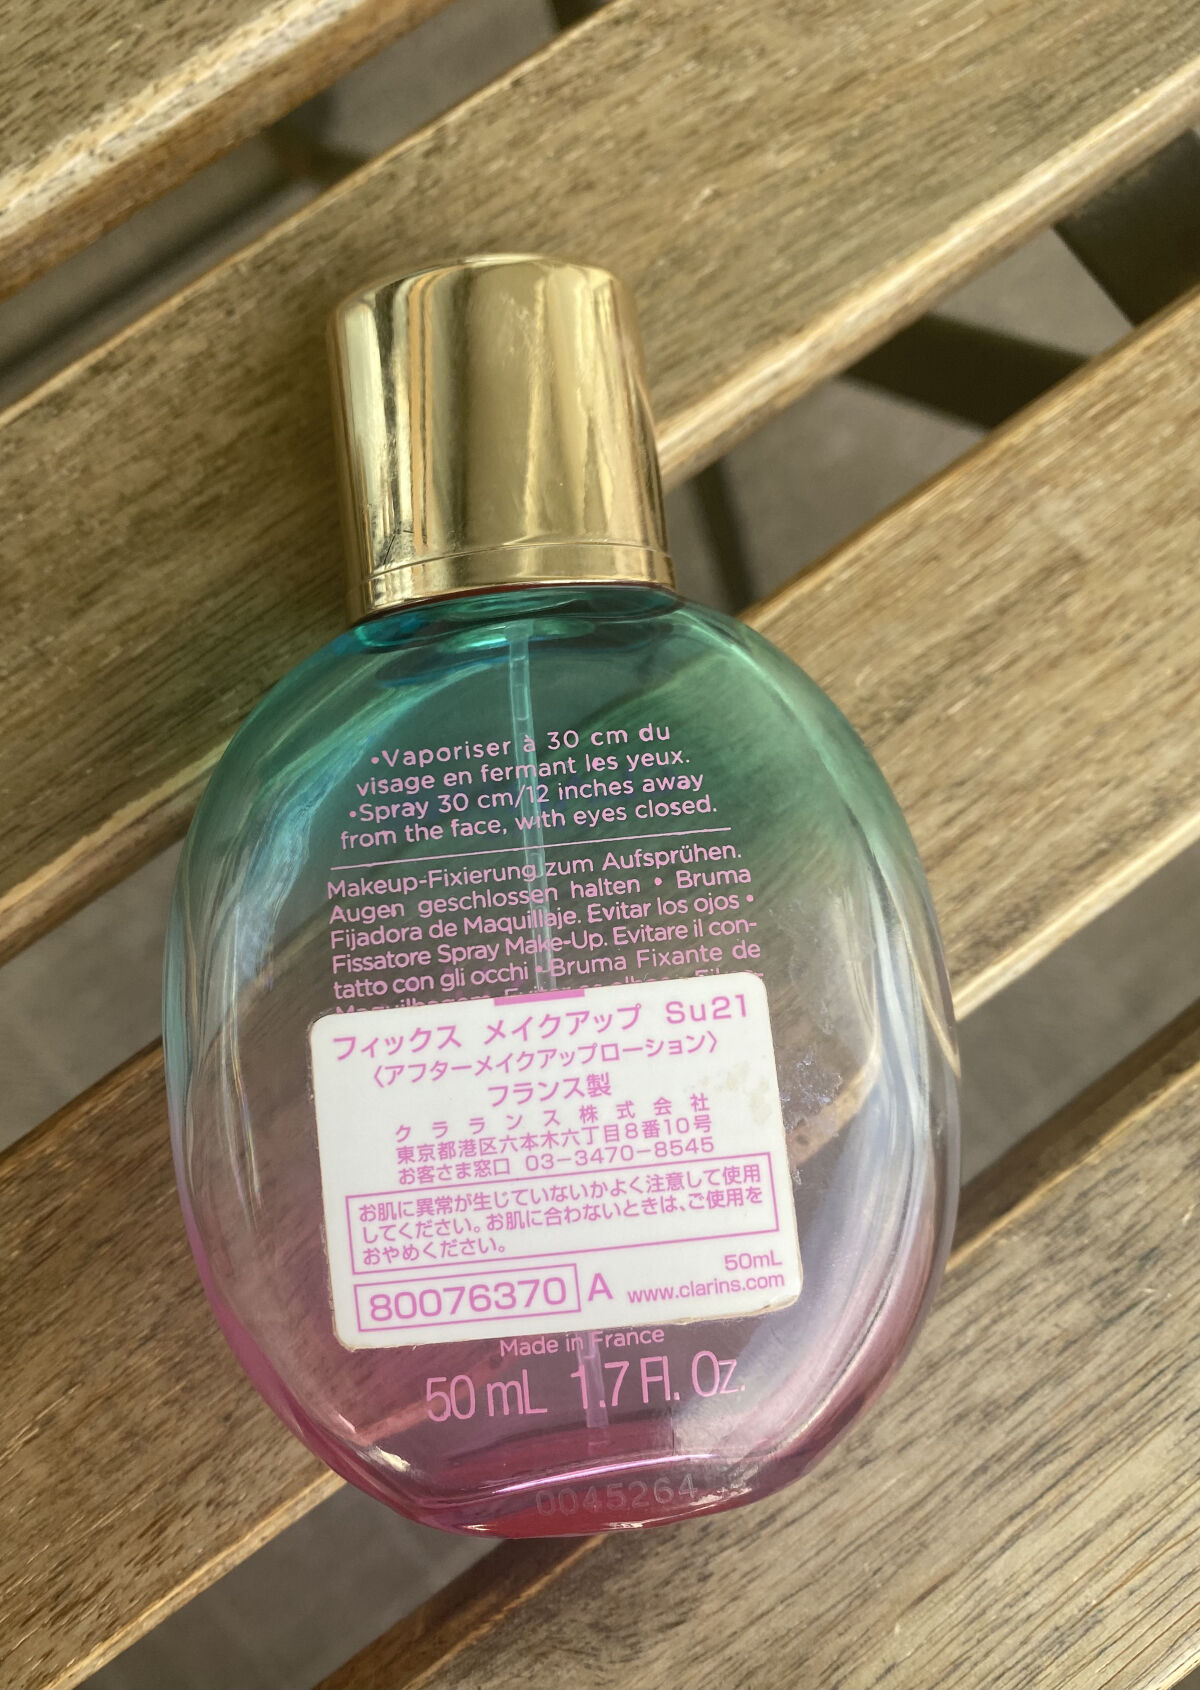 •Vaporiser à 30 cm du
visage en fermant les yeux.
•Spray 30 cm/12 inches away
from the face, with eyes closed.
Makeup-Fixierung zum Aufsprühen.
Augen geschlossen halten • Bruma
Fijadora de Maquillaje. Evitar los ojos •
Fissatore Spray Make-Up. Evitare il con-
tatto con gli occhi • Bruma Fixante de
フィックス メイクアップ Su21
〈アフターメイクアップローション〉
フランス製
クラランス株式会社
東京都港区六本木六丁目8番10号
お客さま窓口 03-3470-8545
お肌に異常が生じていないかよく注意して使用
してください。お肌に合わないときは、ご使用を
おやめください。
50mL
80076370 A www.clarins.com
Made in France
50 mL 1.7 Fl. Oz.
0045264